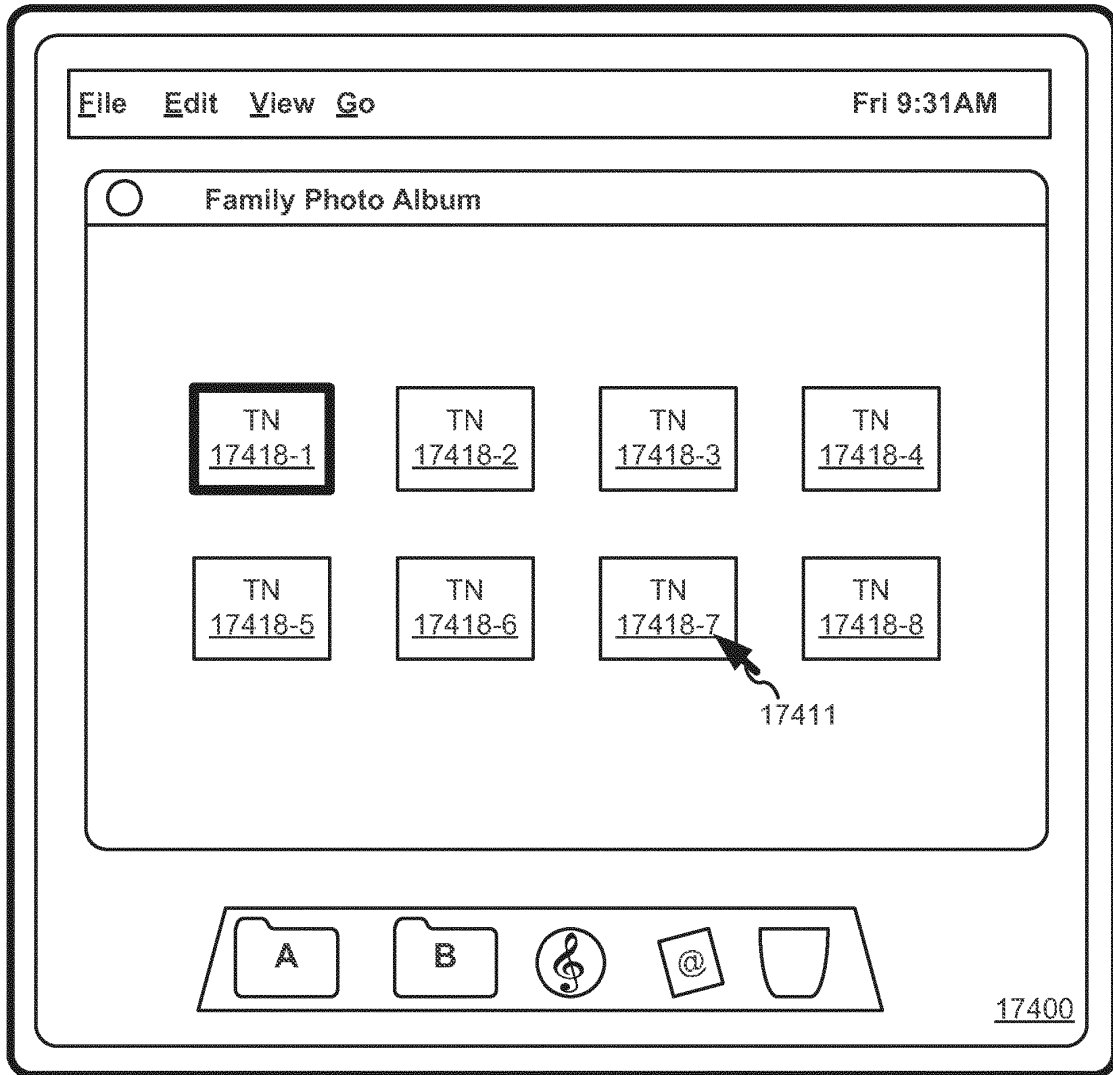 File Edit View Go Fri 9:31AM
Family Photo Album
TN TN TN TN
17418-1 17418-2 17418-3 17418-4
TN TN TN TN
17418-5 17418-6 17418-7 17418-8
17411
A B @
17400